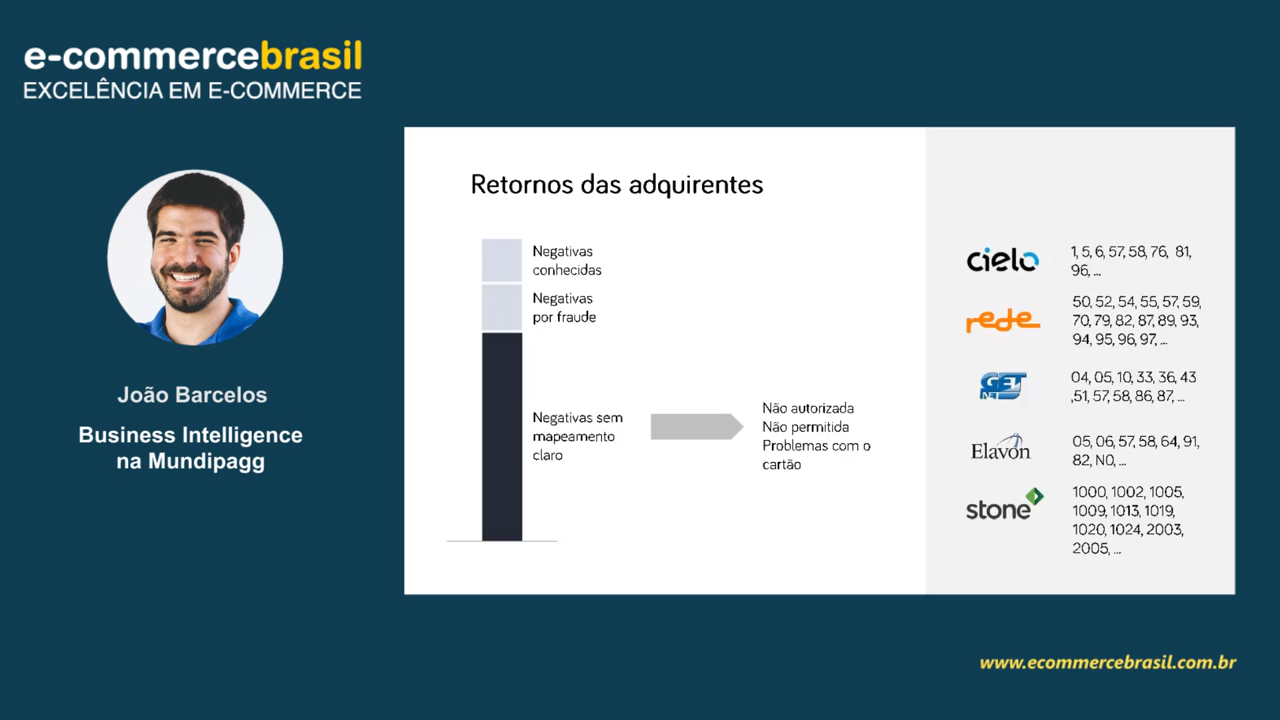 e-commercebrasil
EXCELÊNCIA EM E-COMMERCE
João Barcelos
Business Intelligence
na Mundipagg
Retornos das adquirentes
Negativas
conhecidas
Negativas
por fraude
Negativas sem
mapeamento
claro
Não autorizada
Não permitida
Problemas com o
cartão
cielo
1, 5, 6, 57, 58, 76, 81,
96, ...
rede
50, 52, 54, 55, 57, 59,
70, 79, 82, 87, 89, 93,
94, 95, 96, 97, ...
GET
NET
04, 05, 10, 33, 36, 43
,51, 57, 58, 86, 87, ...
Elavon
05, 06, 57, 58, 64, 91,
82, N0, ...
stone
1000, 1002, 1005,
1009, 1013, 1019,
1020, 1024, 2003,
2005, ...
www.ecommercebrasil.com.br